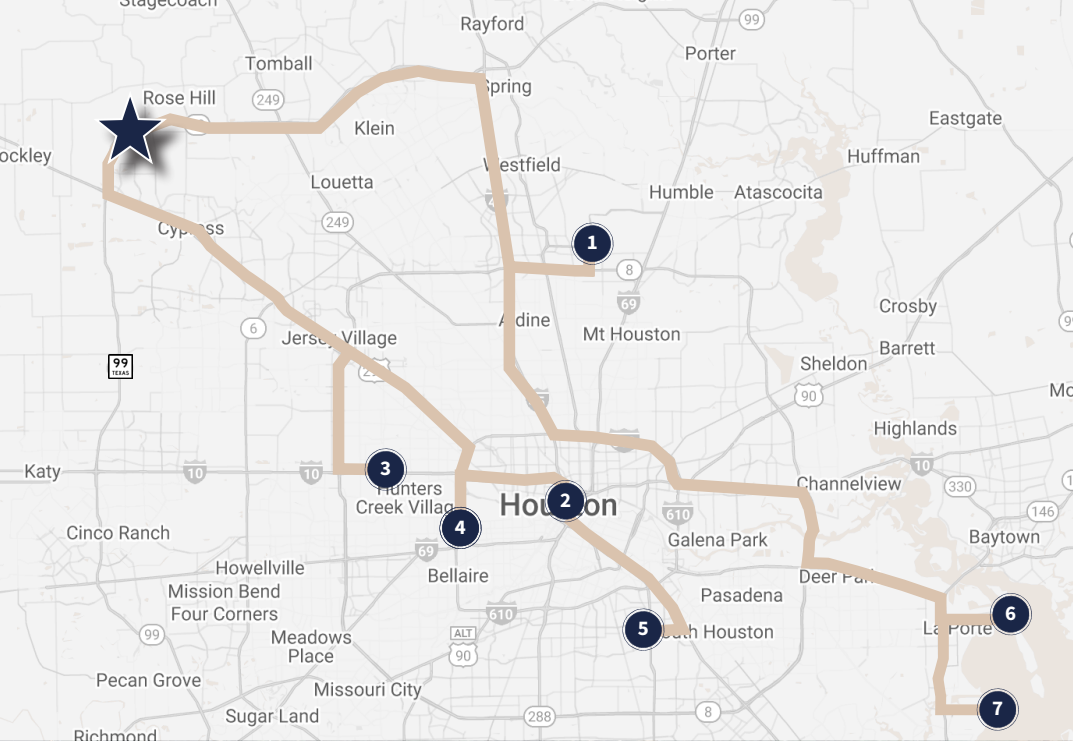 Stagecoach
Rayford
99
Porter
Tomball
Spring
Rose Hill
249
Klein
Eastgate
ockley
Westfield
Huffman
Louetta
Humble
Atascocita
249
Cypress
1
8
69
Crosby
Aldine
6
Jersey Village
Mt Houston
Barrett
99
TEXAS
Sheldon
90
Highlands
Katy
10
10
3
10
Channelview
330
Hunters
Creek Villag
Houston
2
610
146
4
Cinco Ranch
69
Galena Park
Baytown
Howellville
Bellaire
Deer Park
Mission Bend
Pasadena
Four Corners
610
6
99
Meadows
Place
ALT
90
5
South Houston
La Porte
Pecan Grove
Missouri City
Sugar Land
288
8
7
Richmond